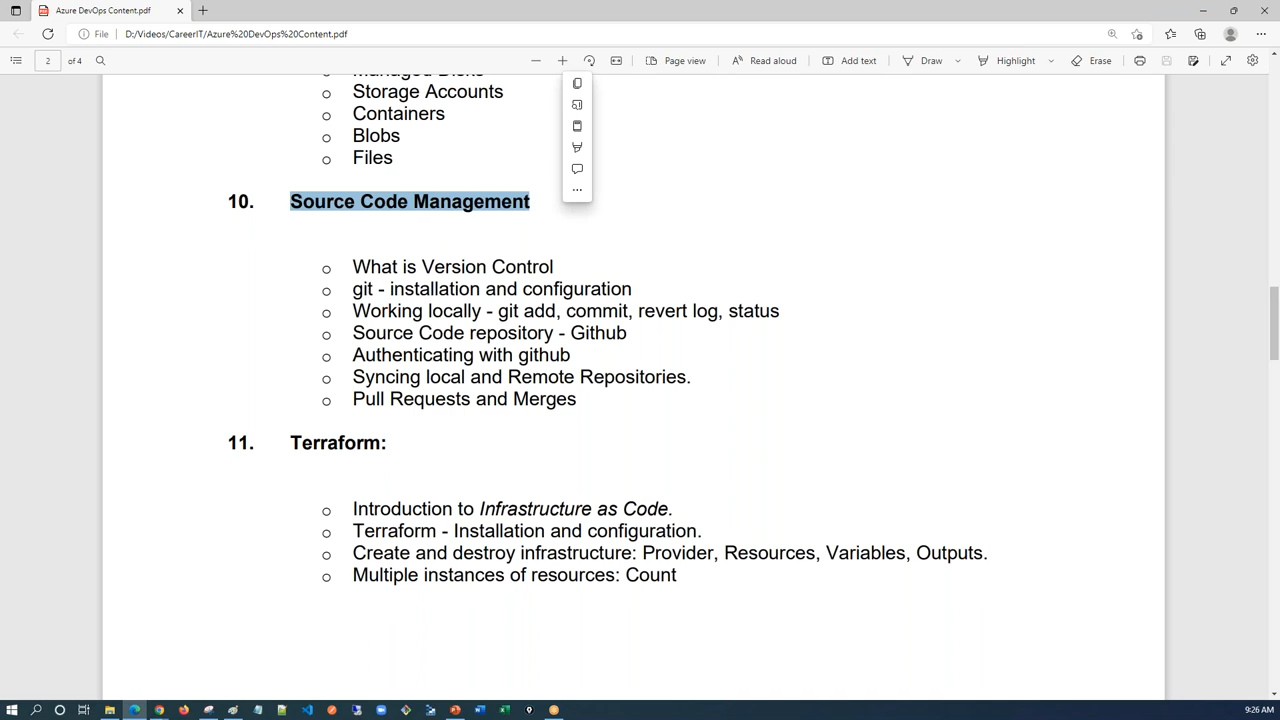 Azure DevOps Content.pdf
File
D:/Videos/CareerIT/Azure%20DevOps%20Content.pdf
2 of 4
Page view
Read aloud
Add text
Draw
Highlight
Erase
Managed Disks
Storage Accounts
Containers
Blobs
Files
10. Source Code Management
What is Version Control
git - installation and configuration
Working locally - git add, commit, revert log, status
Source Code repository - Github
Authenticating with github
Syncing local and Remote Repositories.
Pull Requests and Merges
11. Terraform:
Introduction to Infrastructure as Code.
Terraform - Installation and configuration.
Create and destroy infrastructure: Provider, Resources, Variables, Outputs.
Multiple instances of resources: Count
9:26 AM